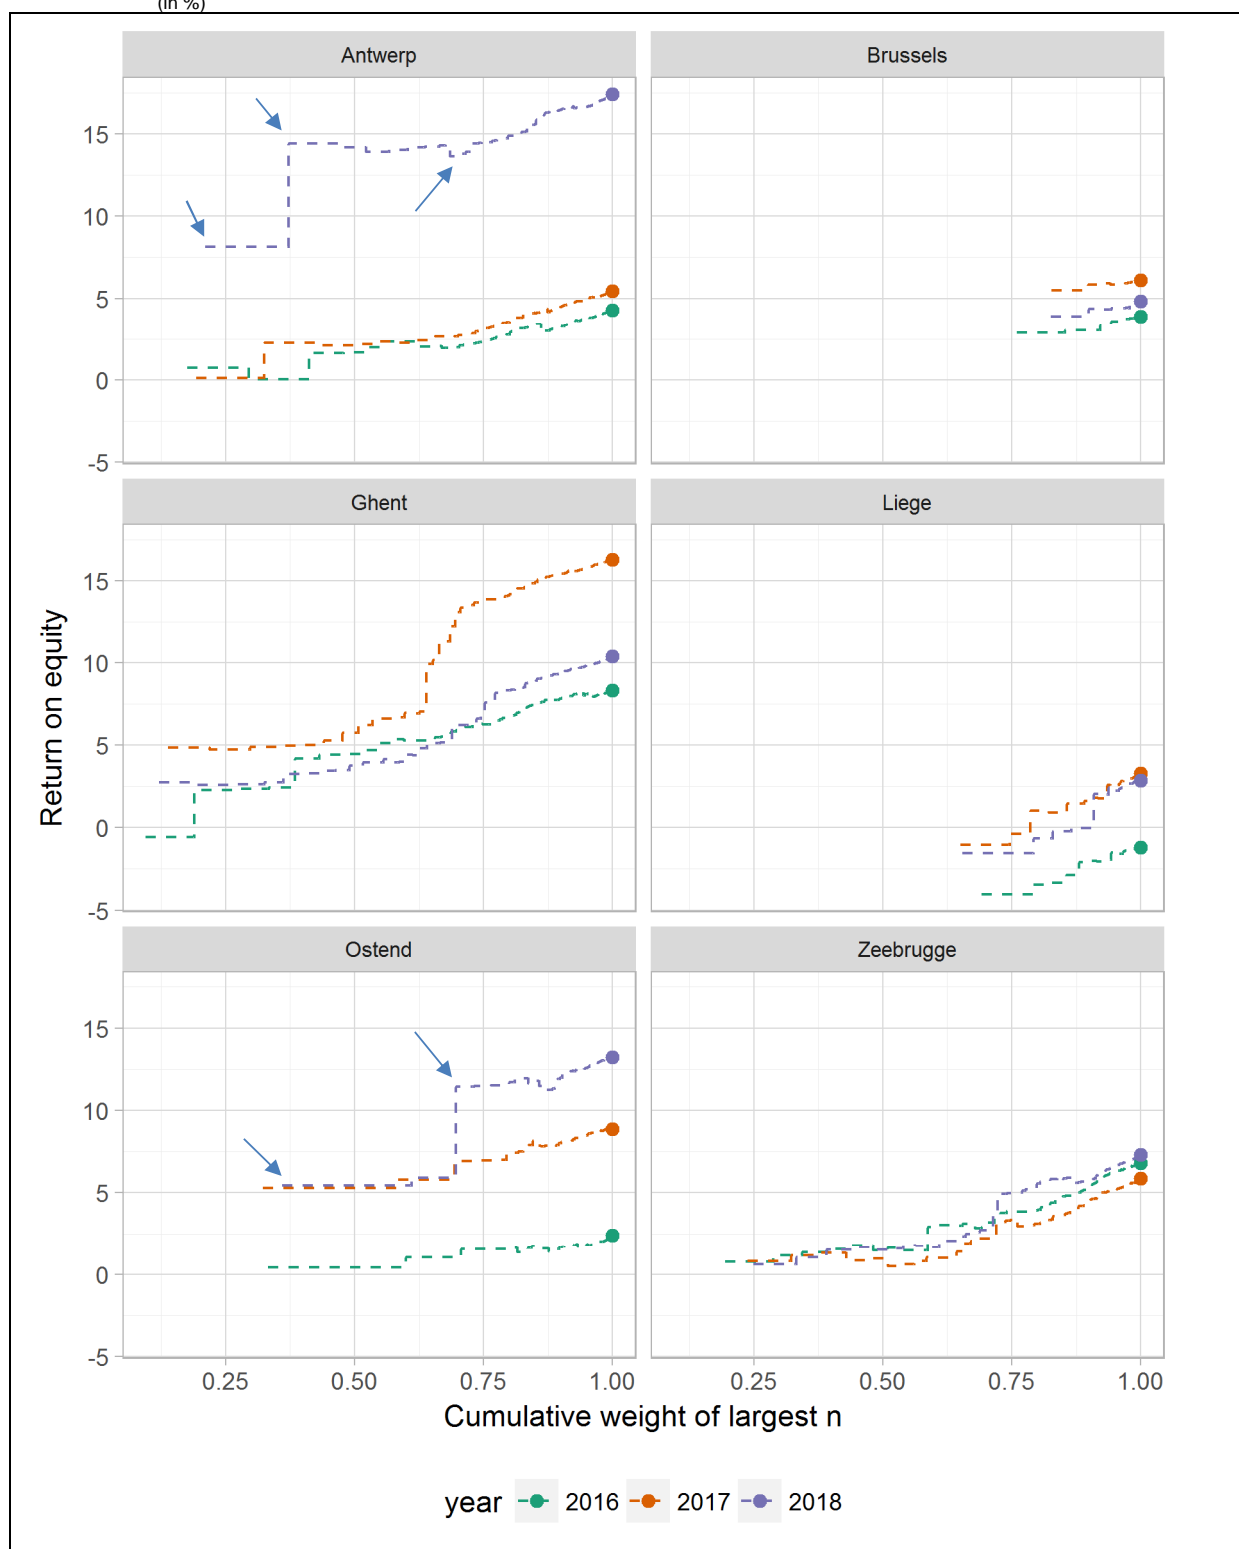 (in %)
Antwerp
Brussels
15
10
5
0
-5
Ghent
Liege
15
10
5
0
-5
Ostend
Zeebrugge
15
10
5
0
-5
Return on equity
0.25 0.50 0.75 1.00 0.25 0.50 0.75 1.00
Cumulative weight of largest n
year 2016 2017 2018